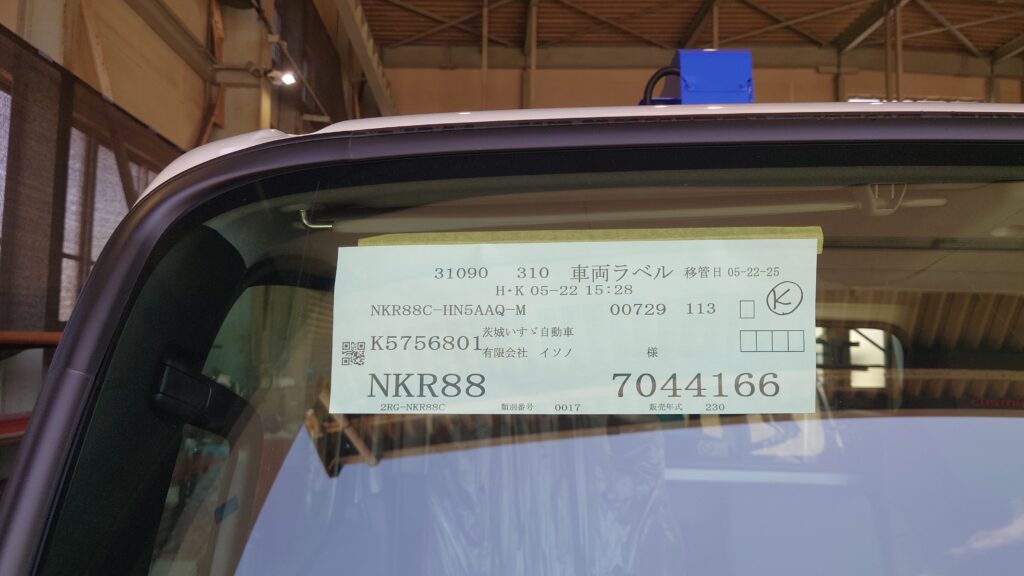 31090 310 車両ラベル 移管日 05-22-25
H・K 05-22 15:28
NKR88C-HN5AAQ-M 00729 113
K
K5756801 茨城いすゞ自動車
有限会社 イソノ 様
NKR88 7044166
2RG-NKR88C 類別番号 0017 販売年式 230